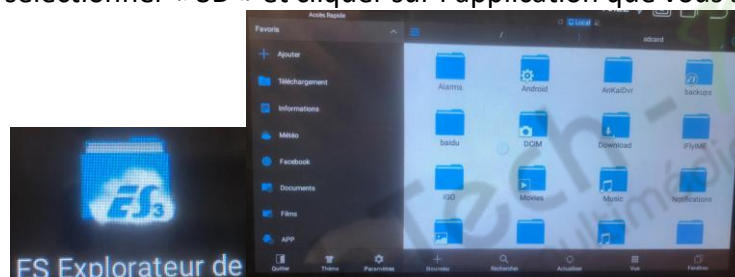 sélectionner « SD » et cliquer sur l'application que vous
Accès Rapide
Local
Favoris
/
sdcard
Ajouter
Téléchargement
Informations
Météo
Facebook
Documents
Films
APP
Quitter
Thème
Paramètres
Alarms
Android
AnKaiDvr
backups
baidu
DCIM
Download
iFlyIME
iGO
Movies
Music
Notifications
Nouveau
Rechercher
Actualiser
Vue
Fenêtres
ES3
ES Explorateur de
Tech -